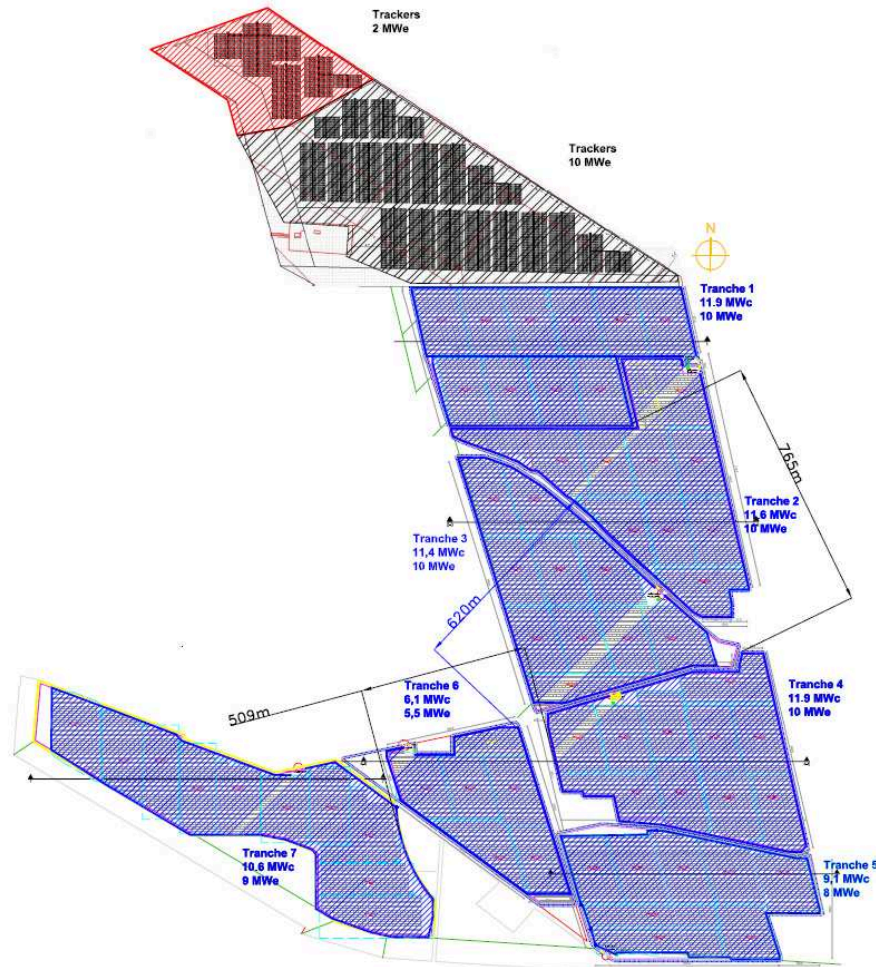 Trackers
2 MWe
Trackers
10 MWe
N
Tranche 1
11.9 MWc
10 MWe
765m
Tranche 2
11,6 MWc
10 MWe
Tranche 3
11,4 MWc
10 MWe
620m
Tranche 4
11.9 MWc
10 MWe
Tranche 6
6,1 MWc
5,5 MWe
509m
Tranche 7
10,6 MWc
9 MWe
Tranche 5
9,1 MWc
8 MWe